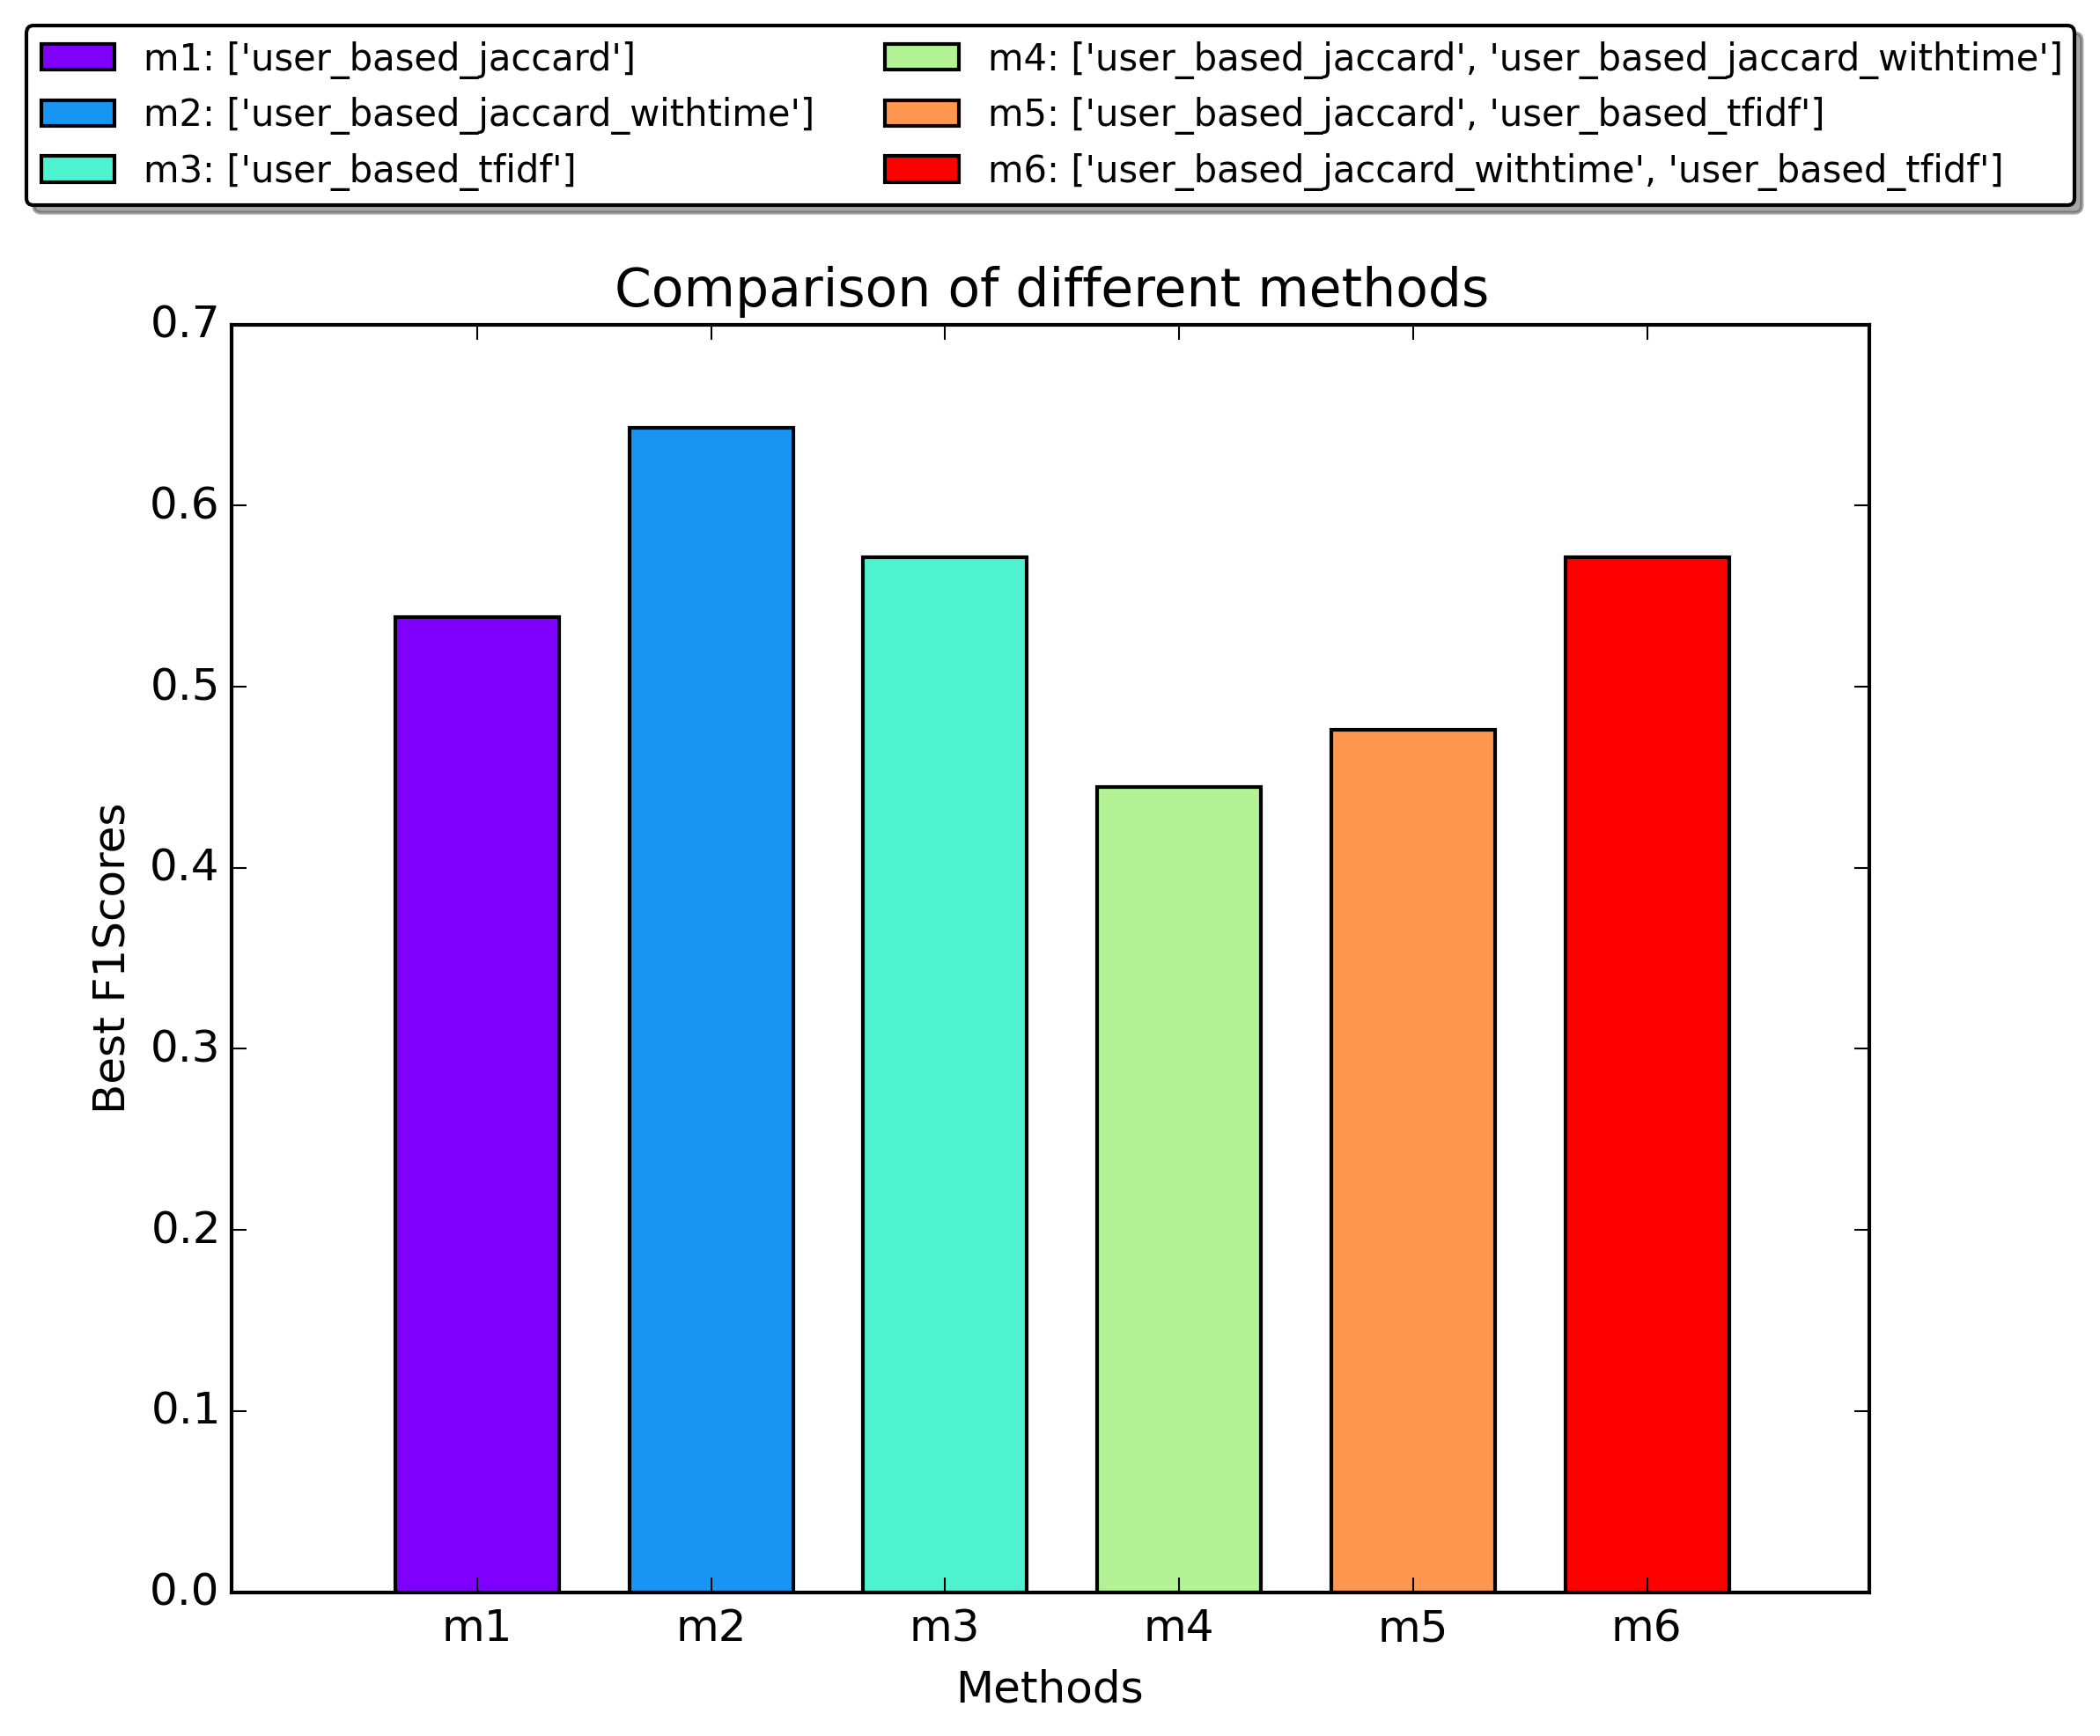 m1: ['user_based_jaccard']
m2: ['user_based_jaccard_withtime']
m3: ['user_based_tfidf']
m4: ['user_based_jaccard', 'user_based_jaccard_withtime']
m5: ['user_based_jaccard', 'user_based_tfidf']
m6: ['user_based_jaccard_withtime', 'user_based_tfidf']
Comparison of different methods
0.7
0.6
0.5
0.4
0.3
0.2
0.1
0.0
Best F1Scores
m1 m2 m3 m4 m5 m6
Methods